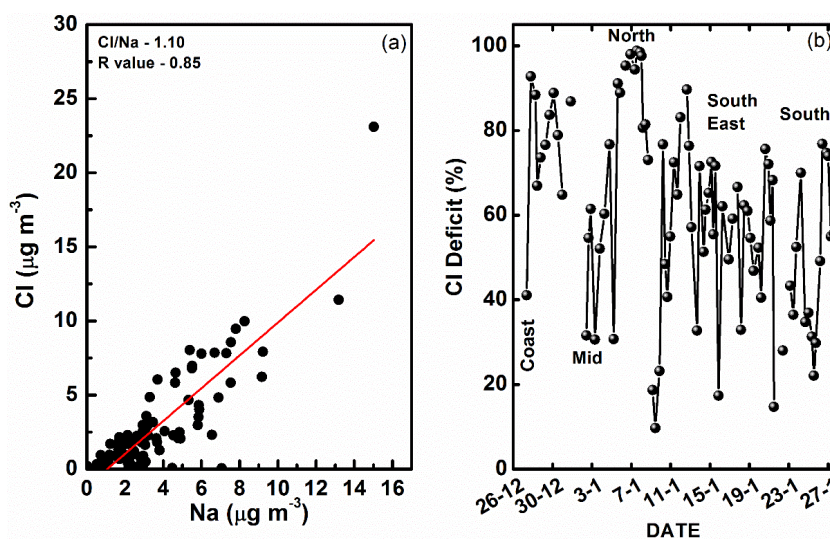 (a)
Cl/Na - 1.10
R value - 0.85
30
25
20
15
10
5
0
Cl (μg m⁻³)
0 2 4 6 8 10 12 14 16
Na (μg m⁻³)
(b)
100
80
60
40
20
0
Cl Deficit (%)
North
South
East
South
Coast
Mid
26-12 30-12 3-1 7-1 11-1 15-1 19-1 23-1 27-1
DATE